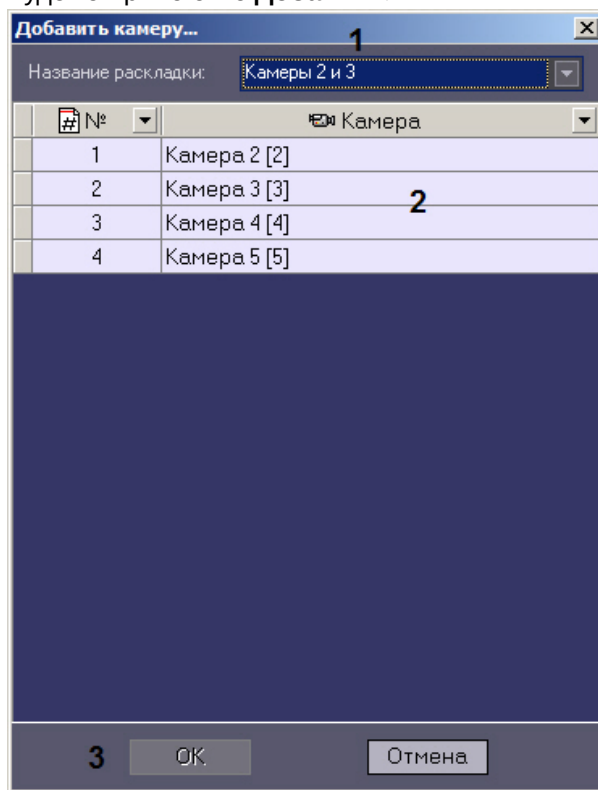 Добавить камеру...
1
Название раскладки: Камеры 2 и 3
№ Камера
1 Камера 2 [2]
2 Камера 3 [3]
2
3 Камера 4 [4]
4 Камера 5 [5]
3 OK Отмена